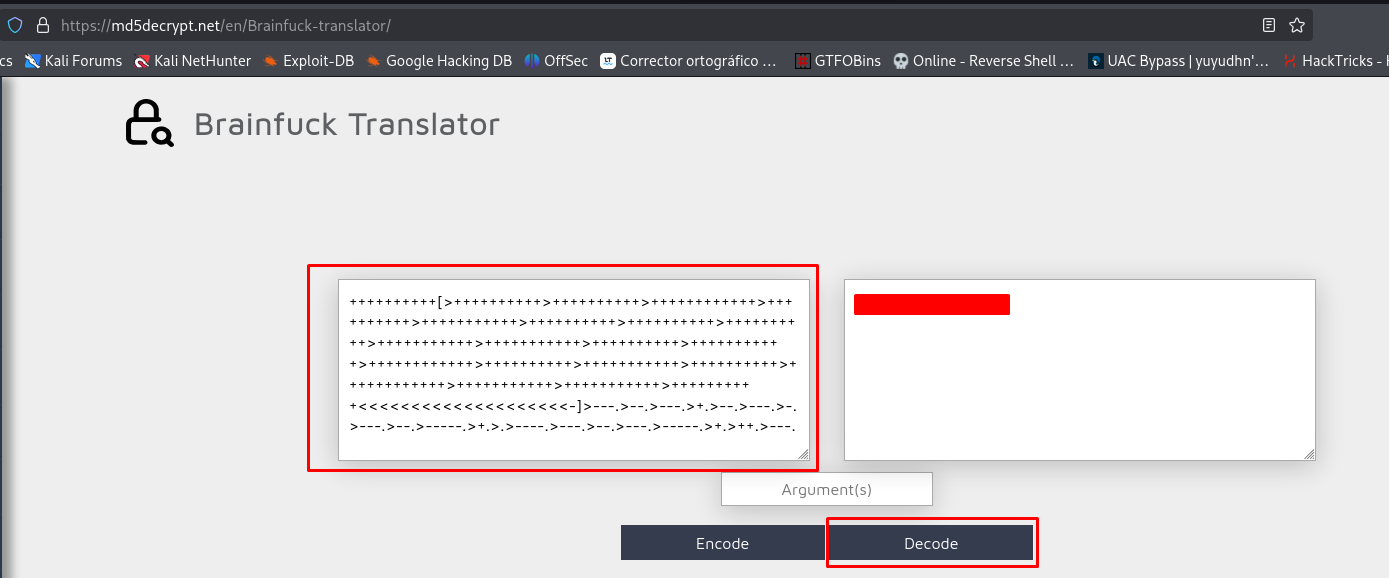 https://md5decrypt.net/en/Brainfuck-translator/
cs Kali Forums Kali NetHunter Exploit-DB Google Hacking DB OffSec Corrector ortográfico ... GTFOBins Online - Reverse Shell ... UAC Bypass | yuyudhn'... HackTricks - H
Brainfuck Translator
++++++++++[>++++++++++>++++++++++>++++++++++++>+++
+++++++>+++++++++++>++++++++++>++++++++++>++++++++
++>+++++++++++>+++++++++++>++++++++++>++++++++++
+>++++++++++++>++++++++++>+++++++++++>++++++++++>+
+++++++++++>+++++++++++>+++++++++++>+++++++++
+<<<<<<<<<<<<<<<<<<<<-]>---.>--.>---.>+.>--.>---.>-.
>---.>--.>-----.>+.>.>----.>---.>--.>---.>-----.>+.>++.>---.
Argument(s)
Encode Decode